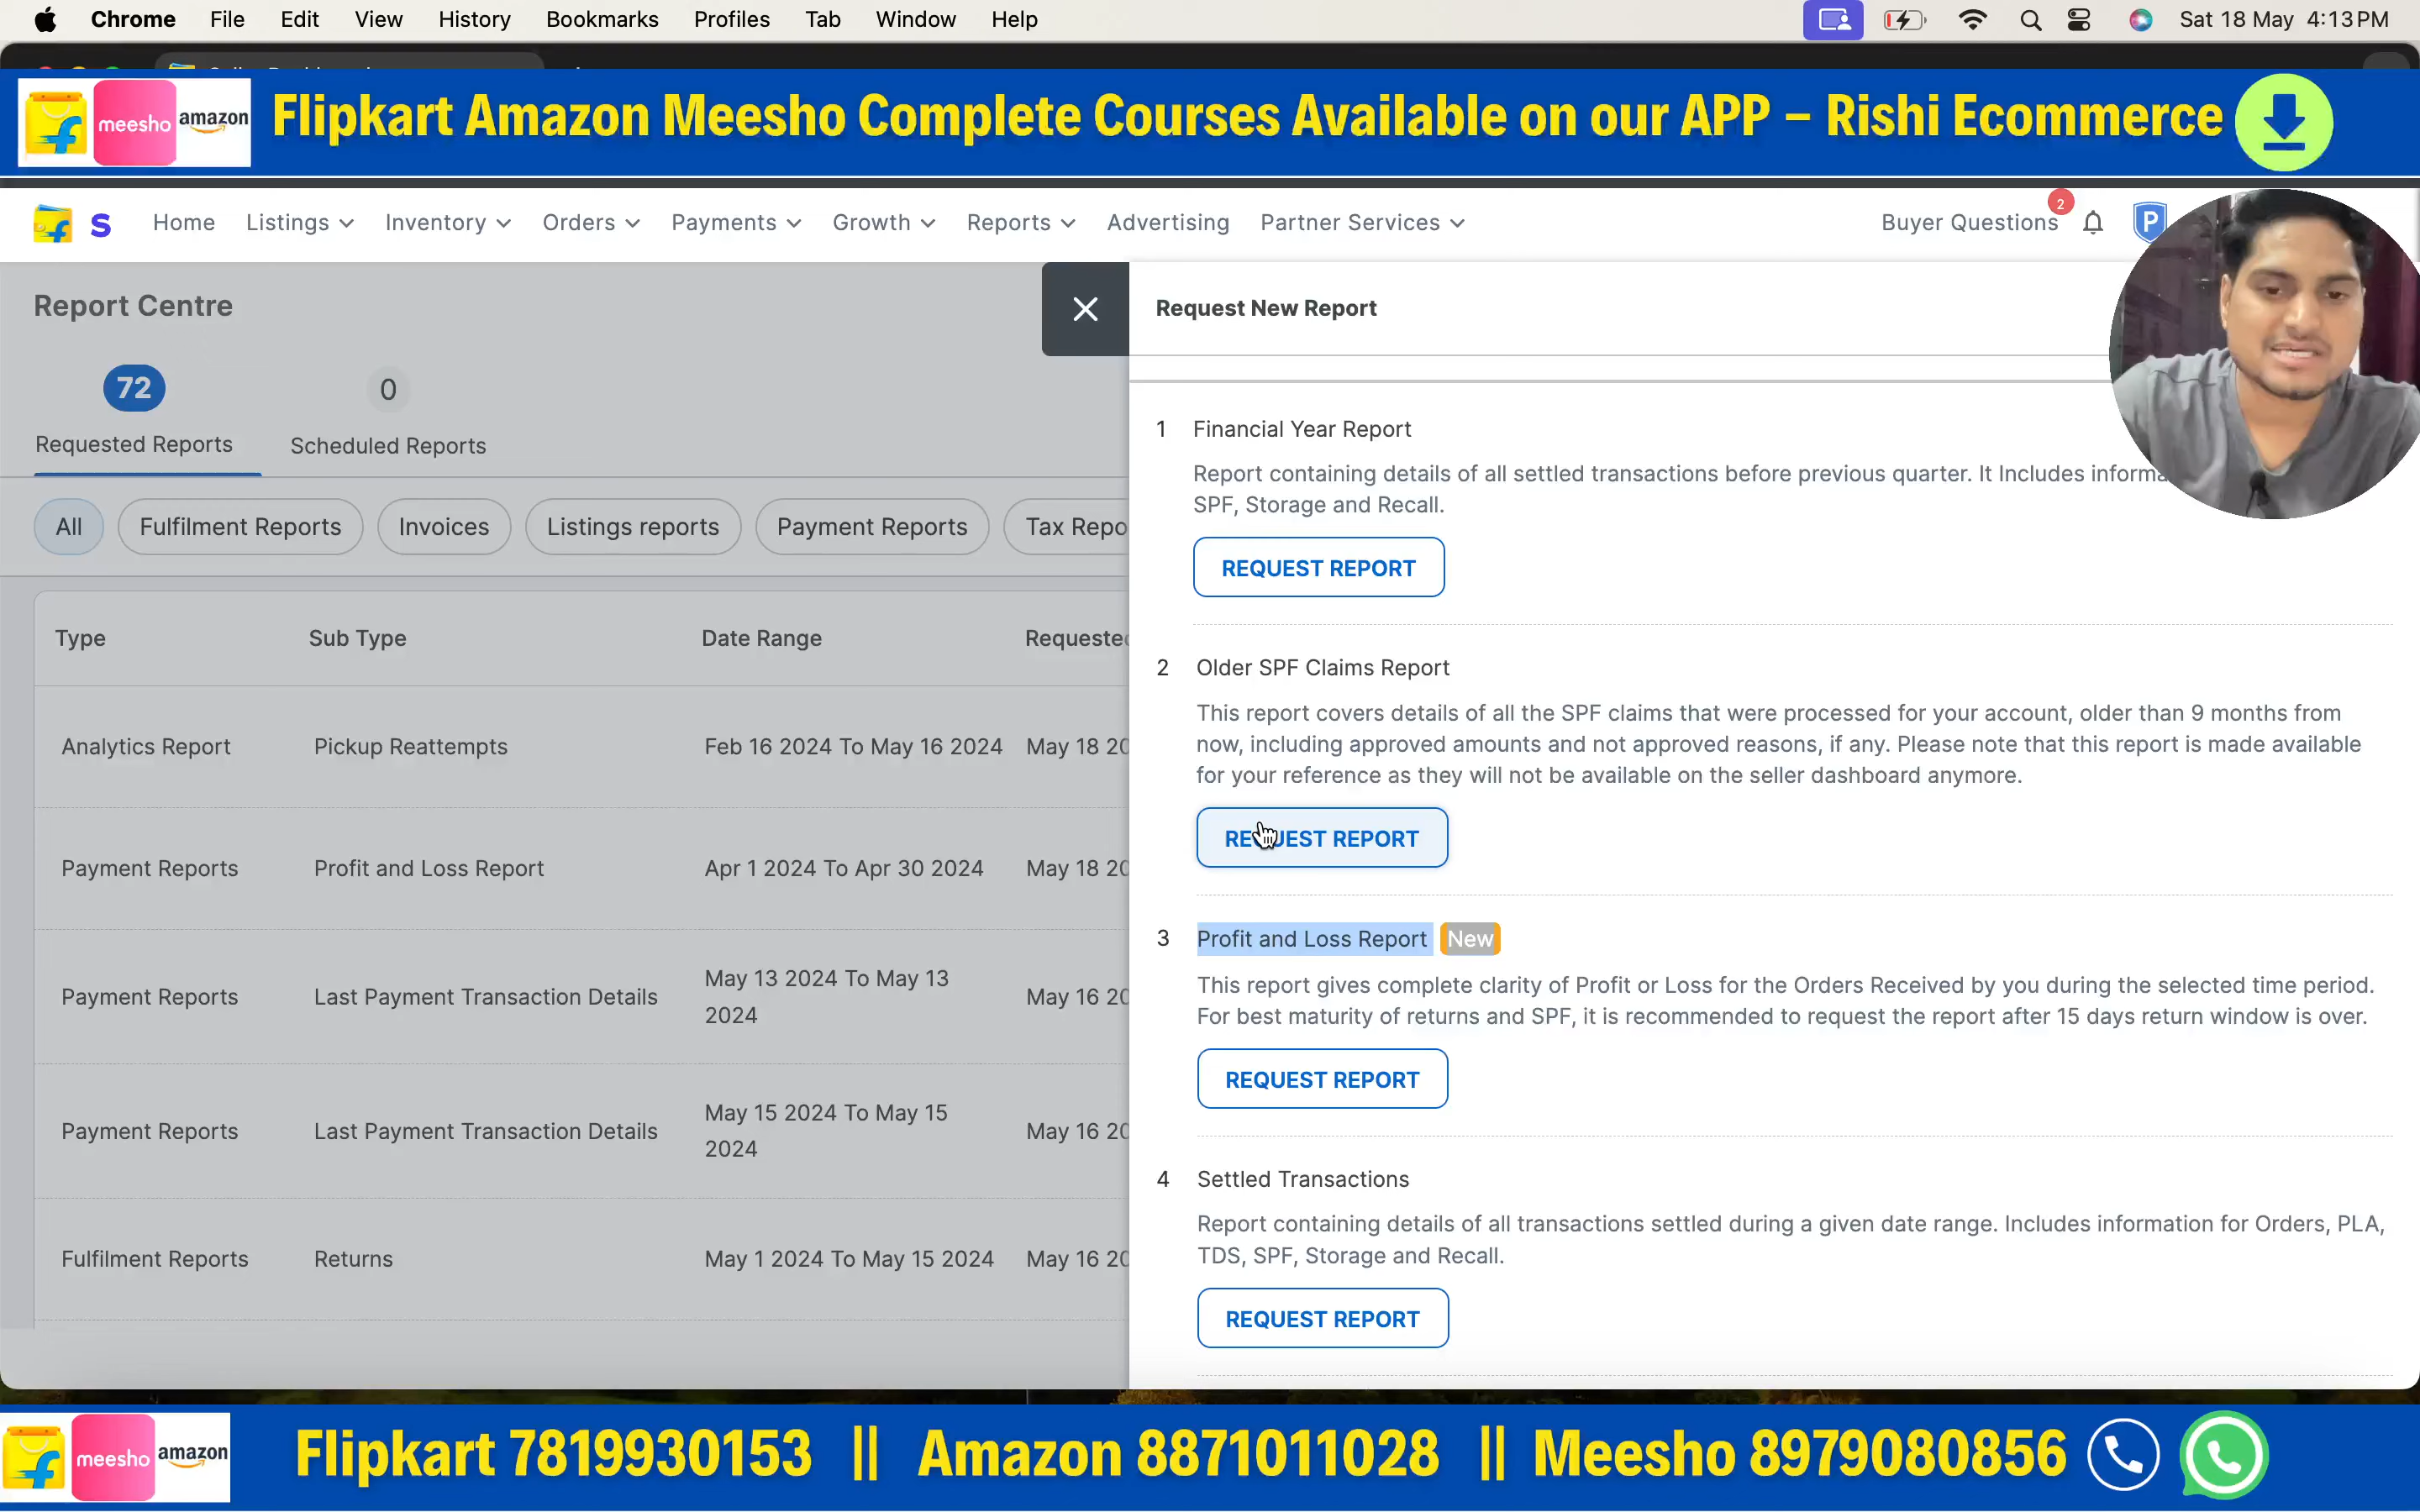 Chrome File Edit View History Bookmarks Profiles Tab Window Help Sat 18 May 4:13 PM
meesho amazon Flipkart Amazon Meesho Complete Courses Available on our APP – Rishi Ecommerce
S Home Listings Inventory Orders Payments Growth Reports Advertising Partner Services Buyer Questions 2 P
Report Centre
Request New Report
72 0
Requested Reports Scheduled Reports
All Fulfilment Reports Invoices Listings reports Payment Reports Tax Repo
Type Sub Type Date Range Requested
Analytics Report Pickup Reattempts Feb 16 2024 To May 16 2024 May 18 20
Payment Reports Profit and Loss Report Apr 1 2024 To Apr 30 2024 May 18 20
Payment Reports Last Payment Transaction Details May 13 2024 To May 13 2024 May 16 20
Payment Reports Last Payment Transaction Details May 15 2024 To May 15 2024 May 16 20
Fulfilment Reports Returns May 1 2024 To May 15 2024 May 16 20
1 Financial Year Report
Report containing details of all settled transactions before previous quarter. It Includes informa
SPF, Storage and Recall.
REQUEST REPORT
2 Older SPF Claims Report
This report covers details of all the SPF claims that were processed for your account, older than 9 months from
now, including approved amounts and not approved reasons, if any. Please note that this report is made available
for your reference as they will not be available on the seller dashboard anymore.
REQUEST REPORT
3 Profit and Loss Report New
This report gives complete clarity of Profit or Loss for the Orders Received by you during the selected time period.
For best maturity of returns and SPF, it is recommended to request the report after 15 days return window is over.
REQUEST REPORT
4 Settled Transactions
Report containing details of all transactions settled during a given date range. Includes information for Orders, PLA,
TDS, SPF, Storage and Recall.
REQUEST REPORT
meesho amazon Flipkart 7819930153 || Amazon 8871011028 || Meesho 8979080856